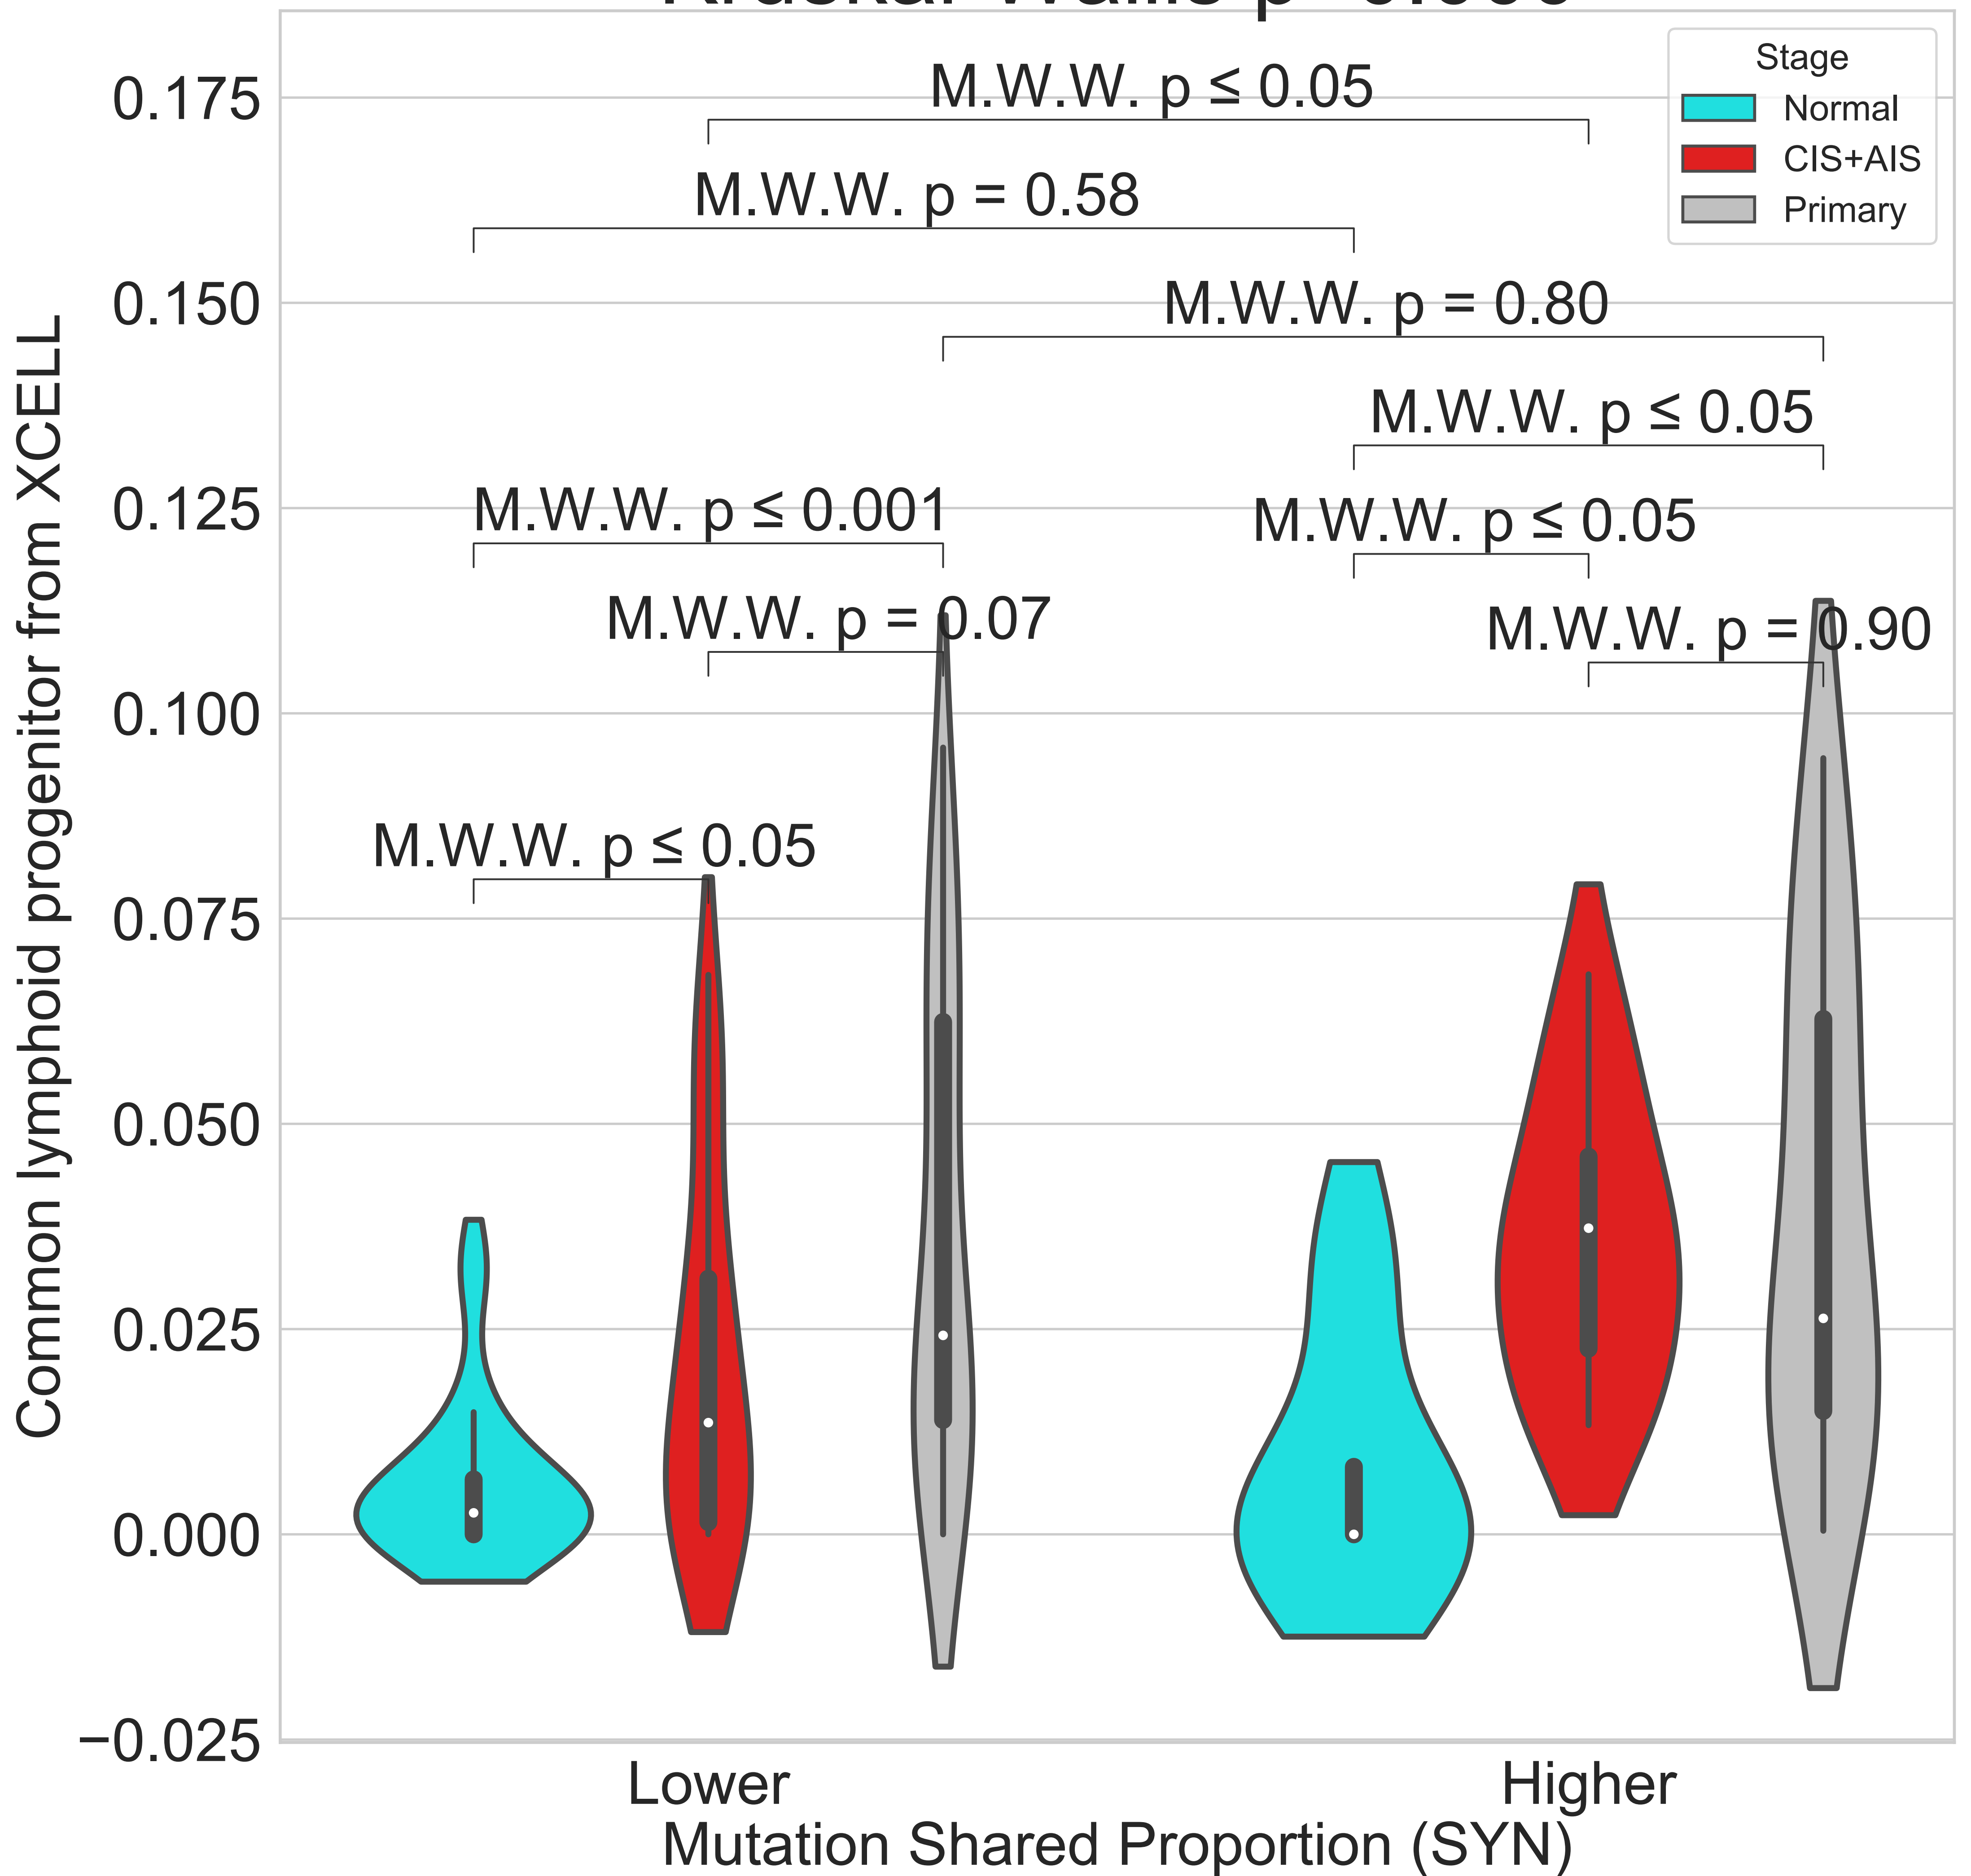 Stage
Normal
CIS+AIS
Primary
M.W.W. p ≤ 0.05
M.W.W. p = 0.58
M.W.W. p = 0.80
M.W.W. p ≤ 0.05
M.W.W. p ≤ 0.001
M.W.W. p ≤ 0.05
M.W.W. p = 0.07
M.W.W. p = 0.90
M.W.W. p ≤ 0.05
0.175
0.150
0.125
0.100
0.075
0.050
0.025
0.000
−0.025
Common lymphoid progenitor from XCELL
Lower
Higher
Mutation Shared Proportion (SYN)